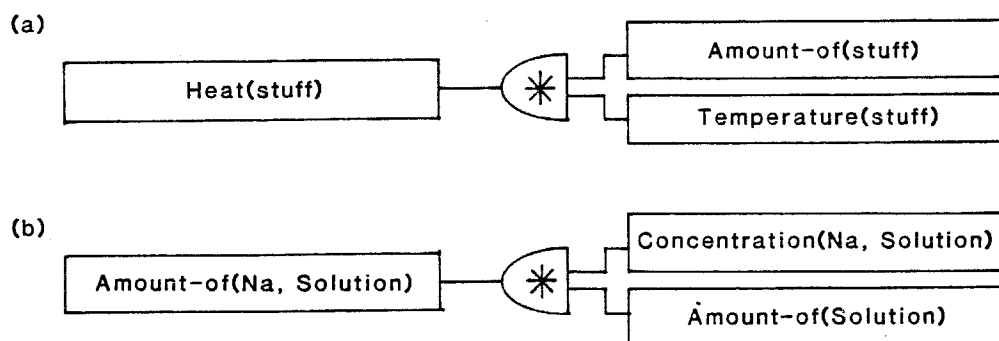 (a)
Amount-of(stuff)
Heat(stuff)
*
Temperature(stuff)
(b)
Concentration(Na, Solution)
Amount-of(Na, Solution)
*
Amount-of(Solution)